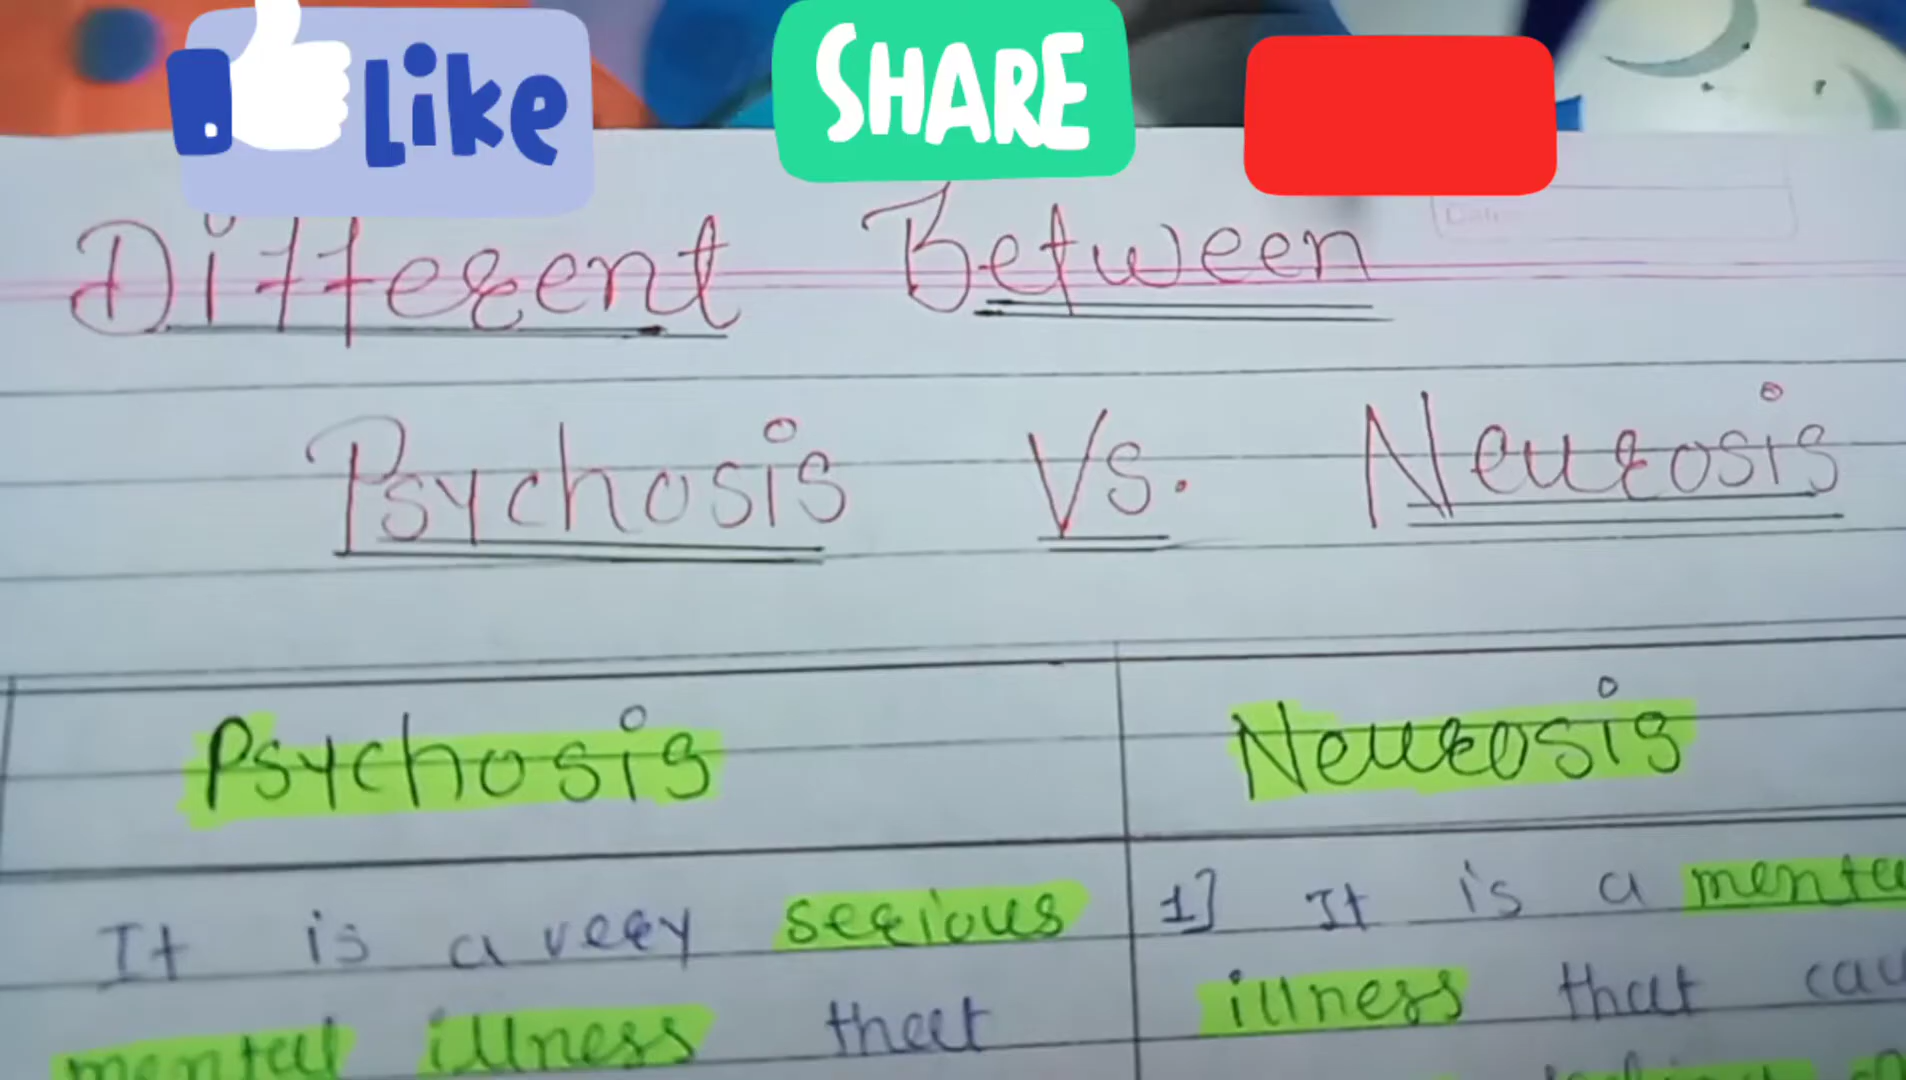 Like SHARE
Different Between
Psychosis Vs. Neurosis
Psychosis Neurosis
It is a very serious
mental illness that
1] It is a
illness that